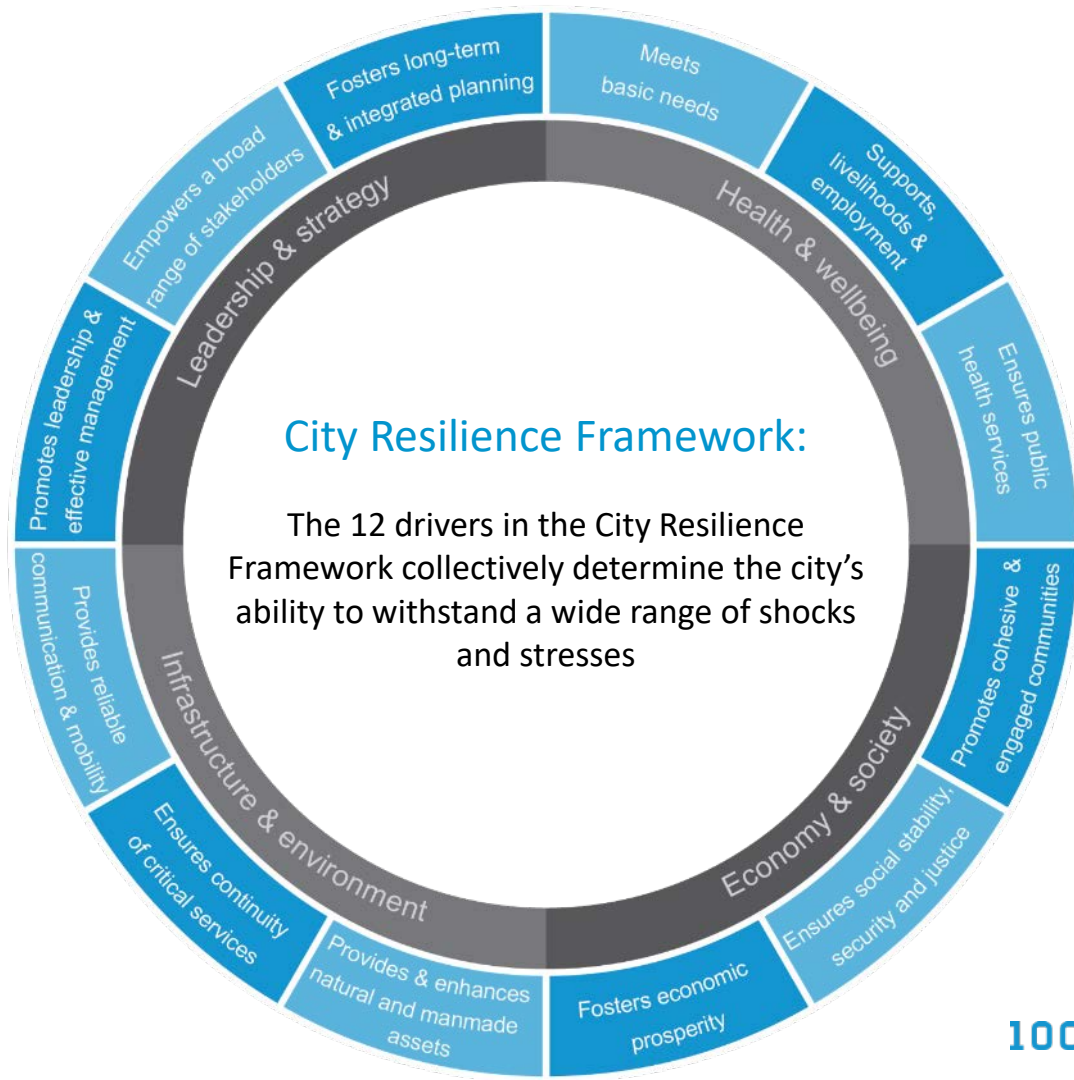 Meets
basic needs
Supports,
livelihoods &
employment
Ensures public
health services
Promotes cohesive &
engaged communities
Ensures social stability,
security and justice
Fosters economic
prosperity
Provides & enhances
natural and manmade
assets
Ensures continuity
of critical services
Provides reliable
communication & mobility
Promotes leadership &
effective management
Empowers a broad
range of stakeholders
Fosters long-term
& integrated planning
Health & wellbeing
Economy & society
Infrastructure & environment
Leadership & strategy
City Resilience Framework:
The 12 drivers in the City Resilience
Framework collectively determine the city’s
ability to withstand a wide range of shocks
and stresses